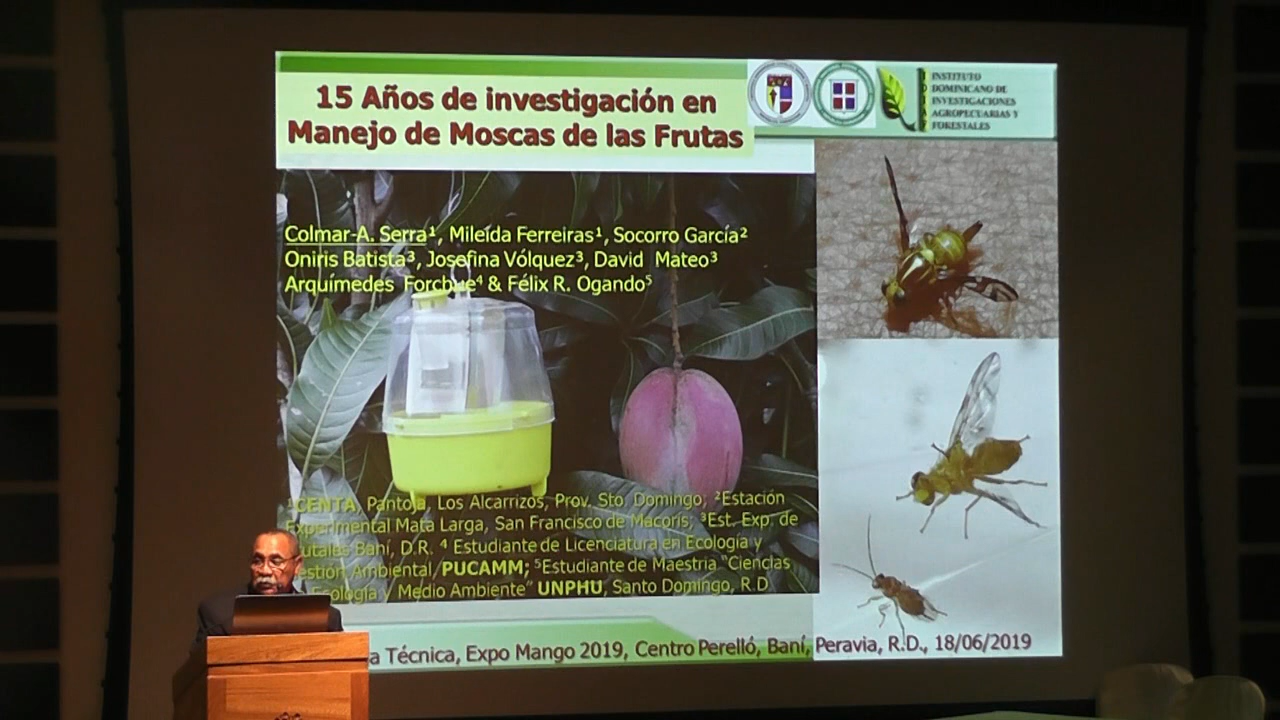 15 Años de investigación en
Manejo de Moscas de las Frutas
INSTITUTO
DOMINICANO DE
INVESTIGACIONES
AGROPECUARIAS Y
FORESTALES
Colmar-A. Serra¹, Mileída Ferreiras¹, Socorro García²
Oniris Batista³, Josefina Vólquez³, David Mateo³
Arquímedes Forchue⁴ & Félix R. Ogando⁵
¹CENTA, Pantoja, Los Alcarrizos, Prov. Sto Domingo; ²Estación
Experimental Mata Larga, San Francisco de Macorís; ³Est. Exp. de
utales Baní, D.R. ⁴ Estudiante de Licenciatura en Ecología y
estión Ambiental PUCAMM; ⁵Estudiante de Maestría "Ciencias
Ecología y Medio Ambiente" UNPHU, Santo Domingo, R.D
a Técnica, Expo Mango 2019, Centro Perelló, Baní, Peravia, R.D., 18/06/2019